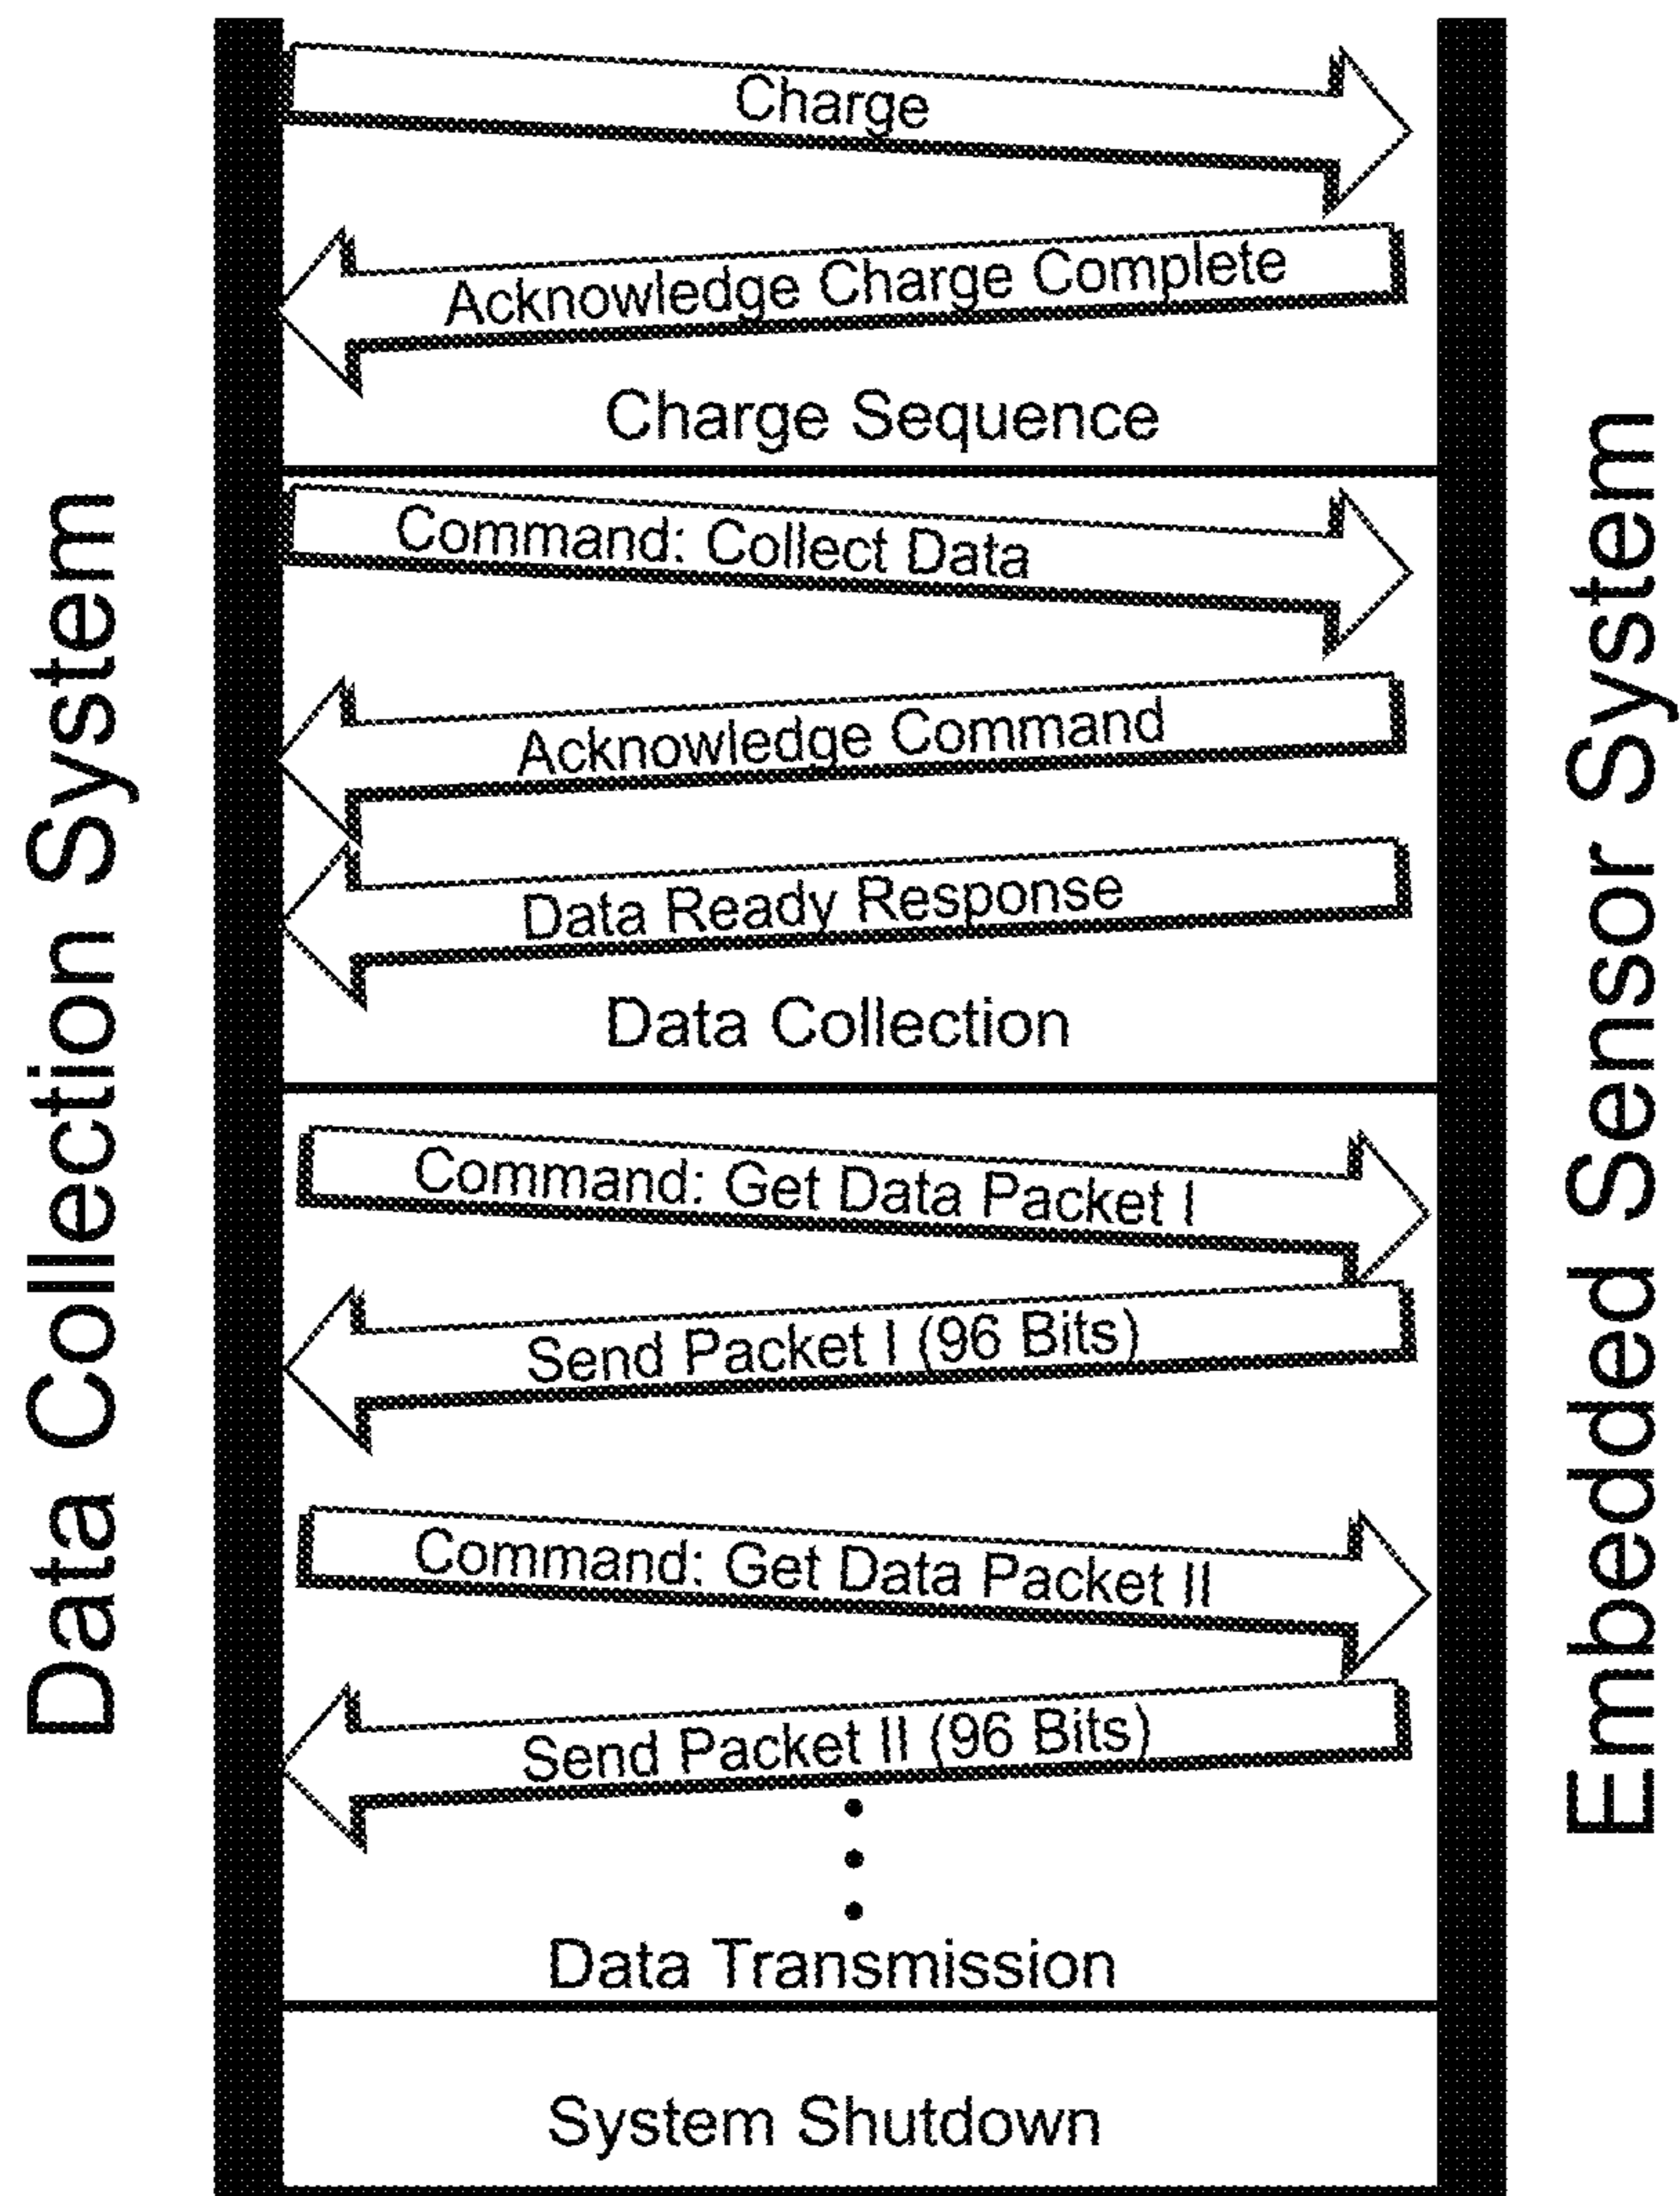 Data Collection System
Charge
Acknowledge Charge Complete
Charge Sequence
Command: Collect Data
Acknowledge Command
Data Ready Response
Data Collection
Command: Get Data Packet I
Send Packet I (96 Bits)
Command: Get Data Packet II
Send Packet II (96 Bits)
Data Transmission
System Shutdown
Embedded Sensor System